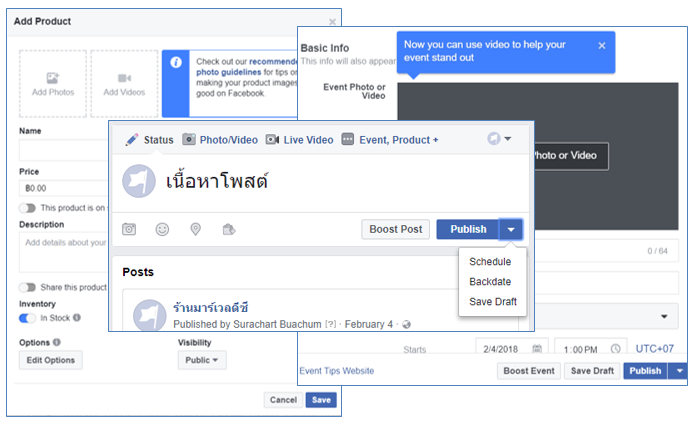 Add Product
Add Photos
Add Videos
Check out our recommende
photo guidelines for tips or
making your product images
good on Facebook.
Name
Price
฿0.00
This product is on
Description
Add details about your
Share this product
Inventory
In Stock
Options
Visibility
Edit Options
Public
Cancel
Save
Basic Info
This info will also appear
Now you can use video to help your
event stand out
Event Photo or
Video
Photo or Video
0 / 64
Starts
2/4/2018
1:00 PM
UTC+07
Event Tips Website
Boost Event
Save Draft
Publish
Status
Photo/Video
Live Video
Event, Product +
เนื้อหาโพสต์
Boost Post
Publish
Schedule
Backdate
Save Draft
Posts
ร้านมาร์เวลดีซี
Published by Surachart Buachum [?] · February 4 ·